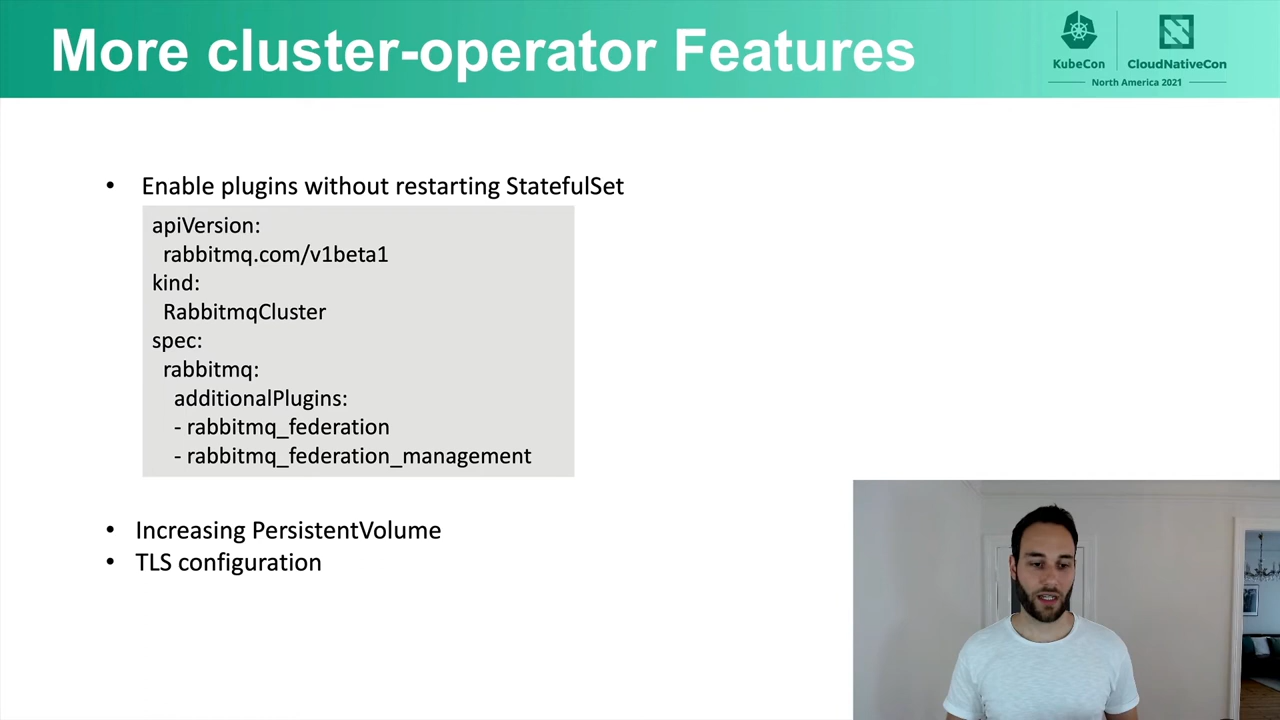 More cluster-operator Features
KubeCon
CloudNativeCon
North America 2021
• Enable plugins without restarting StatefulSet
apiVersion:
rabbitmq.com/v1beta1
kind:
RabbitmqCluster
spec:
rabbitmq:
additionalPlugins:
- rabbitmq_federation
- rabbitmq_federation_management
• Increasing PersistentVolume
• TLS configuration